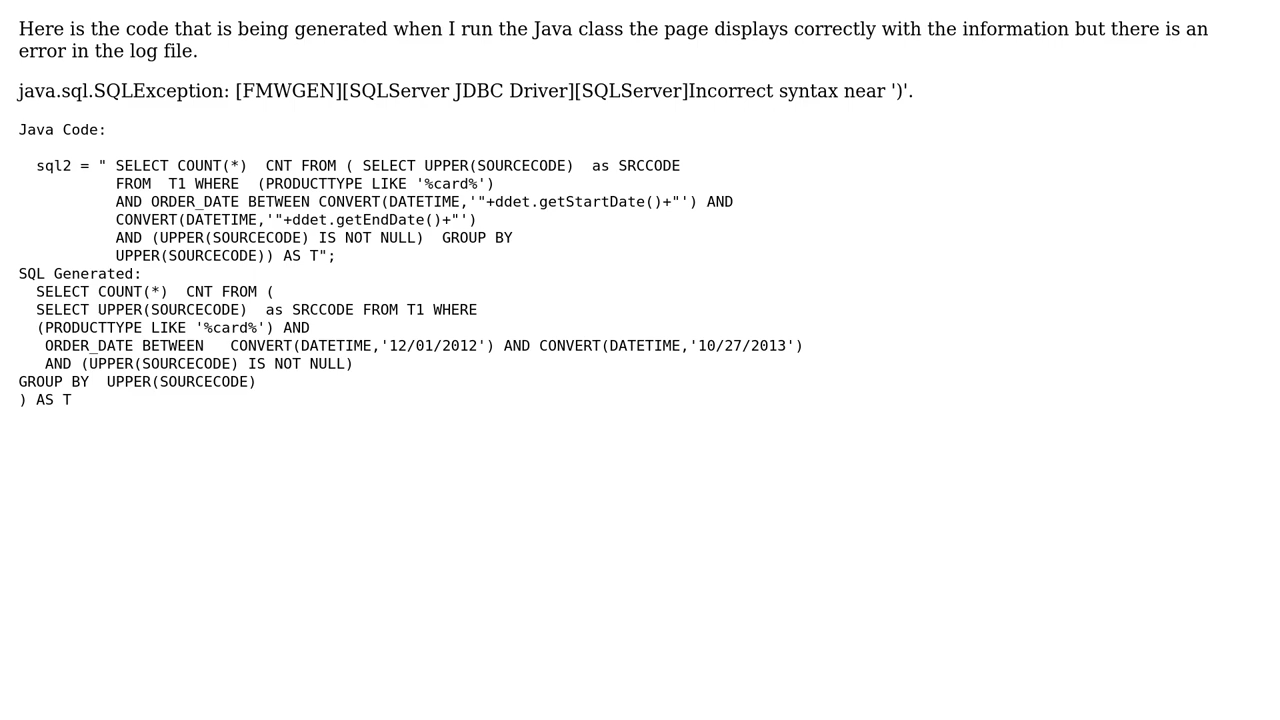 Here is the code that is being generated when I run the Java class the page displays correctly with the information but there is an
error in the log file.
java.sql.SQLException: [FMWGEN][SQLServer JDBC Driver][SQLServer]Incorrect syntax near ')'.
Java Code:
  sql2 = " SELECT COUNT(*)  CNT FROM ( SELECT UPPER(SOURCECODE)  as SRCCODE
           FROM  T1 WHERE  (PRODUCTTYPE LIKE '%card%')
           AND ORDER_DATE BETWEEN CONVERT(DATETIME,'"+ddet.getStartDate()+"') AND
           CONVERT(DATETIME,'"+ddet.getEndDate()+"')
           AND (UPPER(SOURCECODE) IS NOT NULL)  GROUP BY
           UPPER(SOURCECODE)) AS T";
SQL Generated:
  SELECT COUNT(*)  CNT FROM (
  SELECT UPPER(SOURCECODE)  as SRCCODE FROM T1 WHERE
  (PRODUCTTYPE LIKE '%card%') AND
   ORDER_DATE BETWEEN   CONVERT(DATETIME,'12/01/2012') AND CONVERT(DATETIME,'10/27/2013')
   AND (UPPER(SOURCECODE) IS NOT NULL)
GROUP BY  UPPER(SOURCECODE)
) AS T